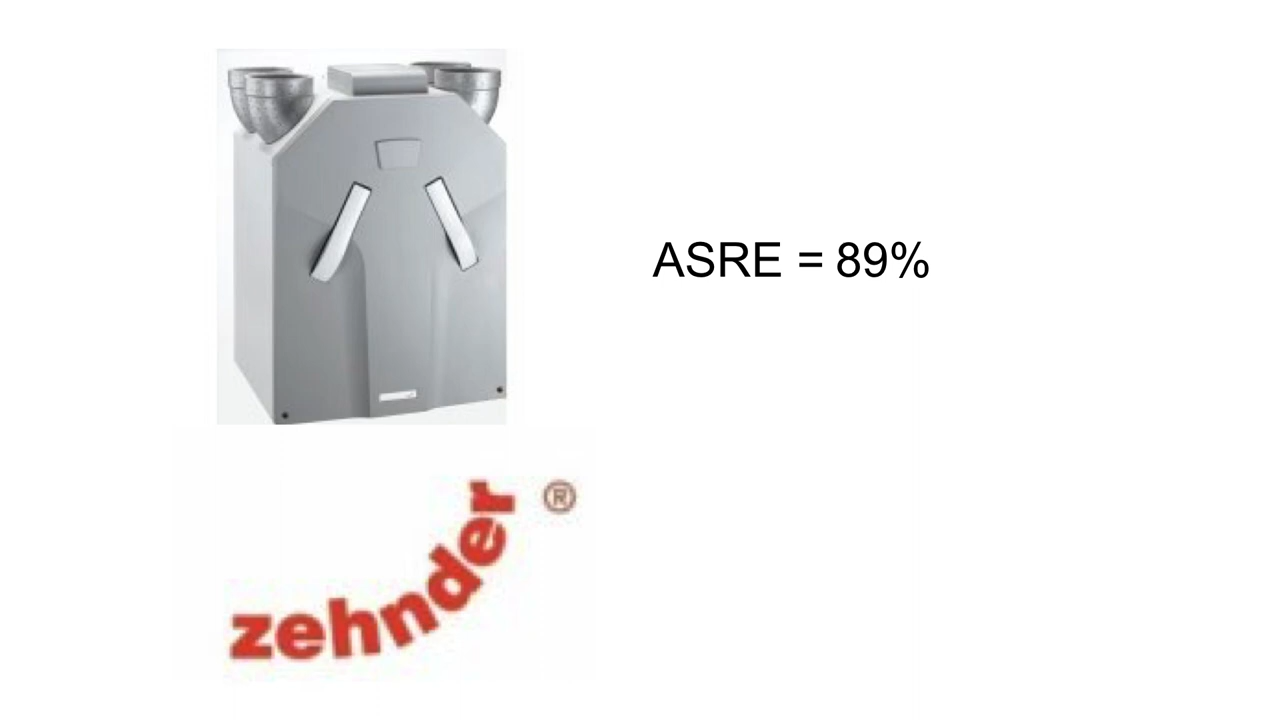 ASRE = 89%
zehnder ®